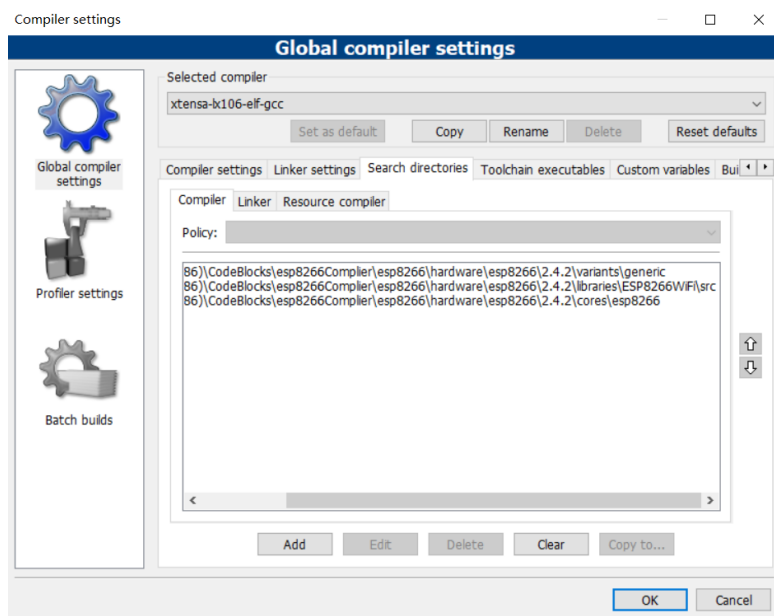 Compiler settings
Global compiler settings
Global compiler
settings
Profiler settings
Batch builds
Selected compiler
xtensa-lx106-elf-gcc
Set as default Copy Rename Delete Reset defaults
Compiler settings Linker settings Search directories Toolchain executables Custom variables Bui
Compiler Linker Resource compiler
Policy:
86)\CodeBlocks\esp8266Complier\esp8266\hardware\esp8266\2.4.2\variants\generic
86)\CodeBlocks\esp8266Complier\esp8266\hardware\esp8266\2.4.2\libraries\ESP8266WiFi\src
86)\CodeBlocks\esp8266Complier\esp8266\hardware\esp8266\2.4.2\cores\esp8266
Add Edit Delete Clear Copy to...
OK Cancel